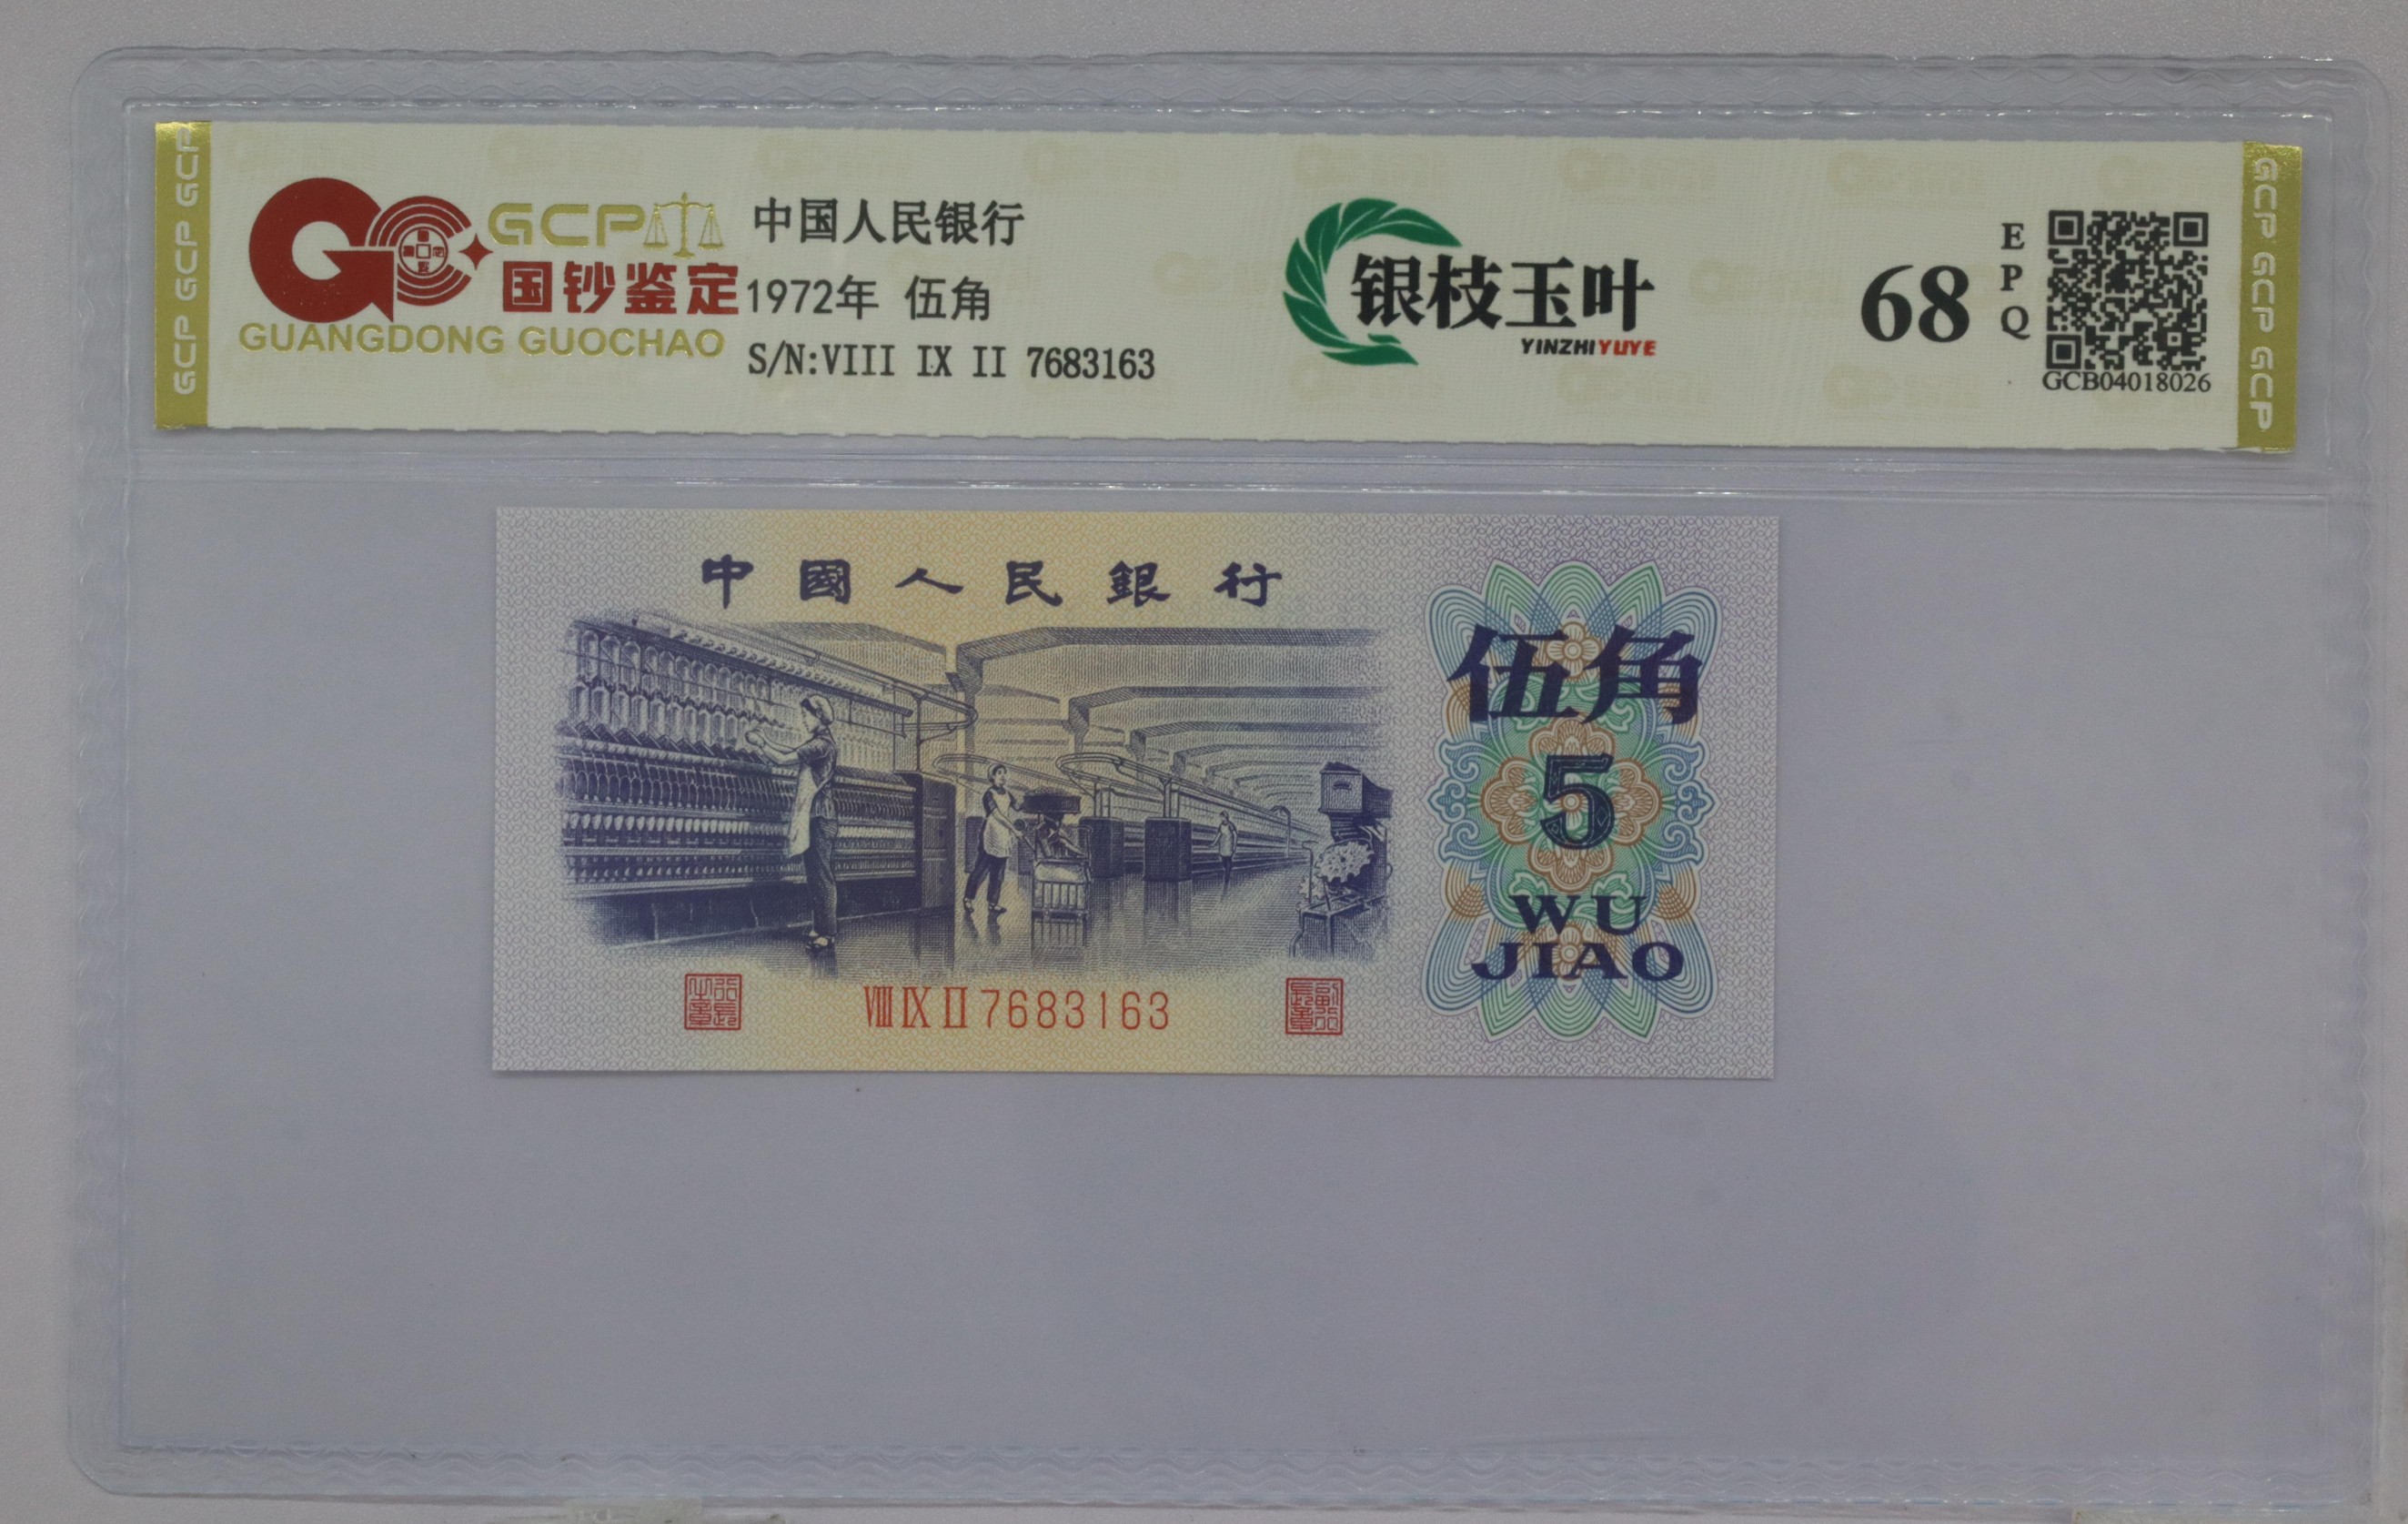 GCP GCP GCP
GCP
国钞鉴定
GUANGDONG GUOCHAO
中国人民银行
1972年 伍角
S/N:VIII IX II 7683163
银枝玉叶
YINZHIYUYE
68
EPQ
GCB04018026
GCP GCP GCP
中國人民銀行
伍角
5
WU
JIAO
VIII IX II 7683163